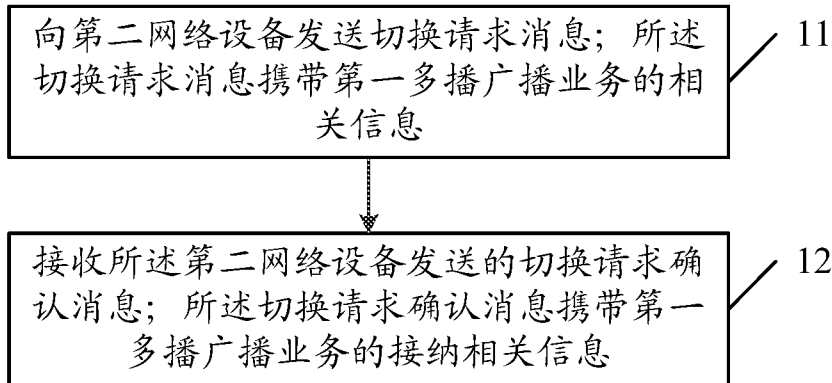 向第二网络设备发送切换请求消息；所述
切换请求消息携带第一多播广播业务的相
关信息
11
接收所述第二网络设备发送的切换请求确
认消息；所述切换请求确认消息携带第一
多播广播业务的接纳相关信息
12